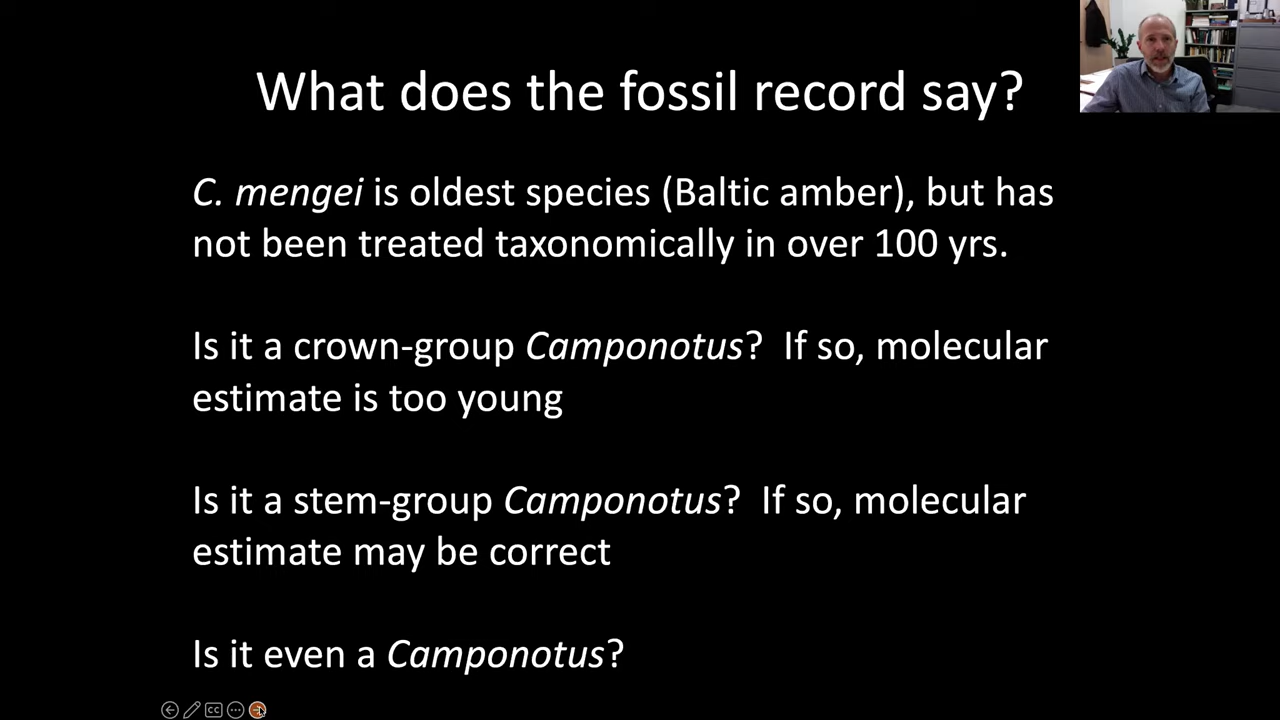 What does the fossil record say?
C. mengei is oldest species (Baltic amber), but has
not been treated taxonomically in over 100 yrs.
Is it a crown-group Camponotus? If so, molecular
estimate is too young
Is it a stem-group Camponotus? If so, molecular
estimate may be correct
Is it even a Camponotus?
CC